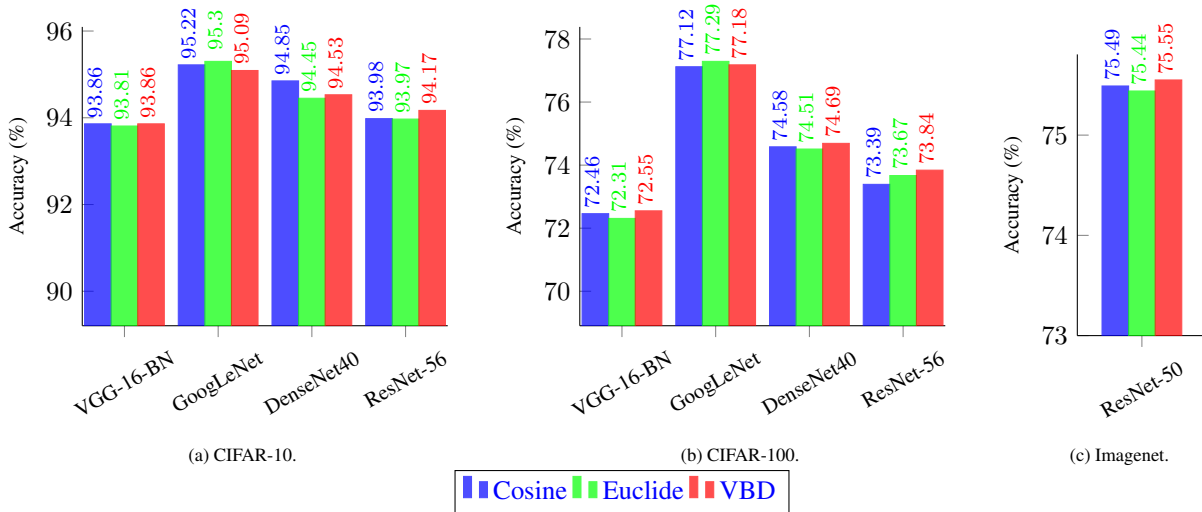 96
94
92
90
Accuracy (%)
93.86
93.81
93.86
95.22
95.3
95.09
94.85
94.45
94.53
93.98
93.97
94.17
VGG-16-BN
GoogLeNet
DenseNet40
ResNet-56
(a) CIFAR-10.
78
76
74
72
70
Accuracy (%)
72.46
72.31
72.55
77.12
77.29
77.18
74.58
74.51
74.69
73.39
73.67
73.84
VGG-16-BN
GoogLeNet
DenseNet40
ResNet-56
(b) CIFAR-100.
75
74
73
Accuracy (%)
75.49
75.44
75.55
ResNet-50
(c) Imagenet.
Cosine Euclide VBD